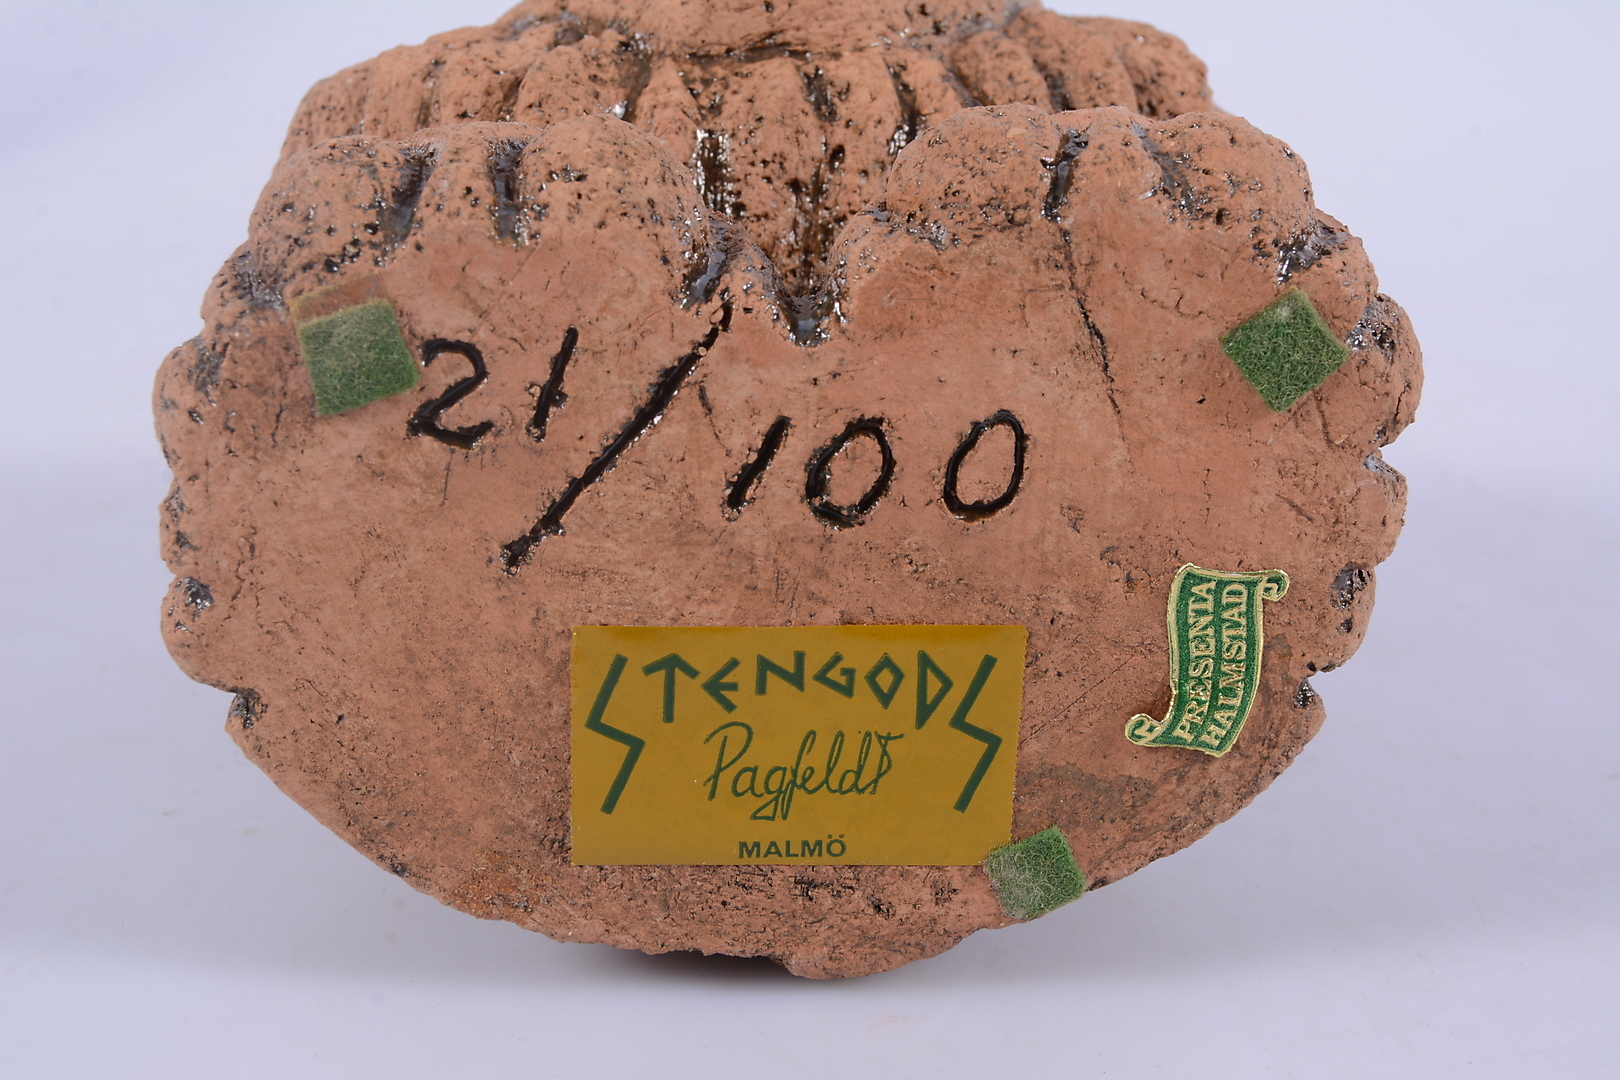 21/100
STENGODS
Pagfeldt
MALMÖ
PRESENTA
HALMSTAD